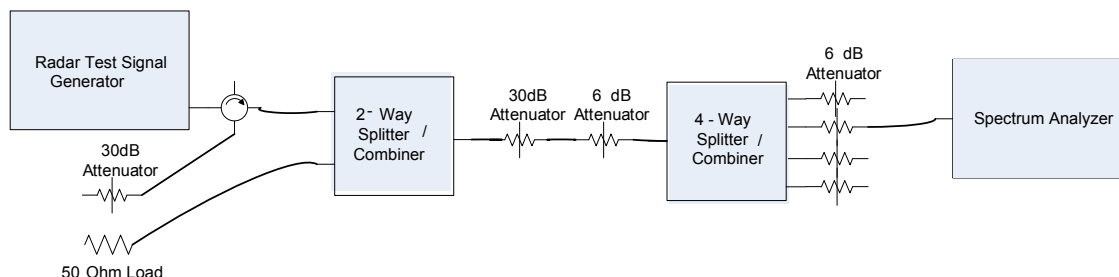 Radar Test Signal
Generator
30dB
Attenuator
50 Ohm Load
2- Way
Splitter /
Combiner
30dB
Attenuator
6 dB
Attenuator
4 - Way
Splitter /
Combiner
6 dB
Attenuator
Spectrum Analyzer